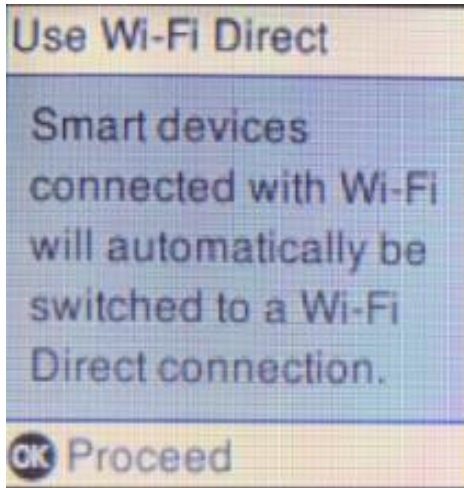 Use Wi-Fi Direct
Smart devices
connected with Wi-Fi
will automatically be
switched to a Wi-Fi
Direct connection.
OK Proceed